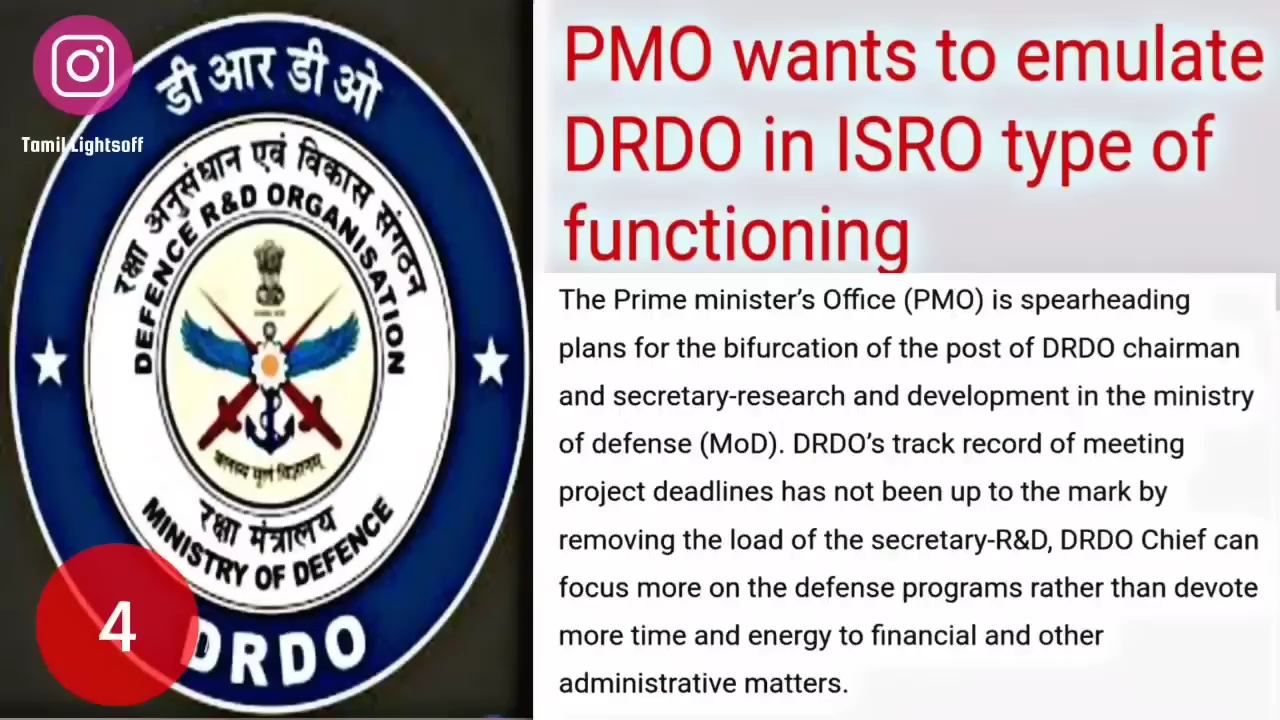 Tamil Lightsoff
डी आर डी ओ
रक्षा अनुसंधान एवं विकास संगठन
DEFENCE R&D ORGANISATION
बलस्य मूलं विज्ञानम्
रक्षा मंत्रालय
MINISTRY OF DEFENCE
DRDO
4
PMO wants to emulate
DRDO in ISRO type of
functioning
The Prime minister’s Office (PMO) is spearheading
plans for the bifurcation of the post of DRDO chairman
and secretary-research and development in the ministry
of defense (MoD). DRDO’s track record of meeting
project deadlines has not been up to the mark by
removing the load of the secretary-R&D, DRDO Chief can
focus more on the defense programs rather than devote
more time and energy to financial and other
administrative matters.